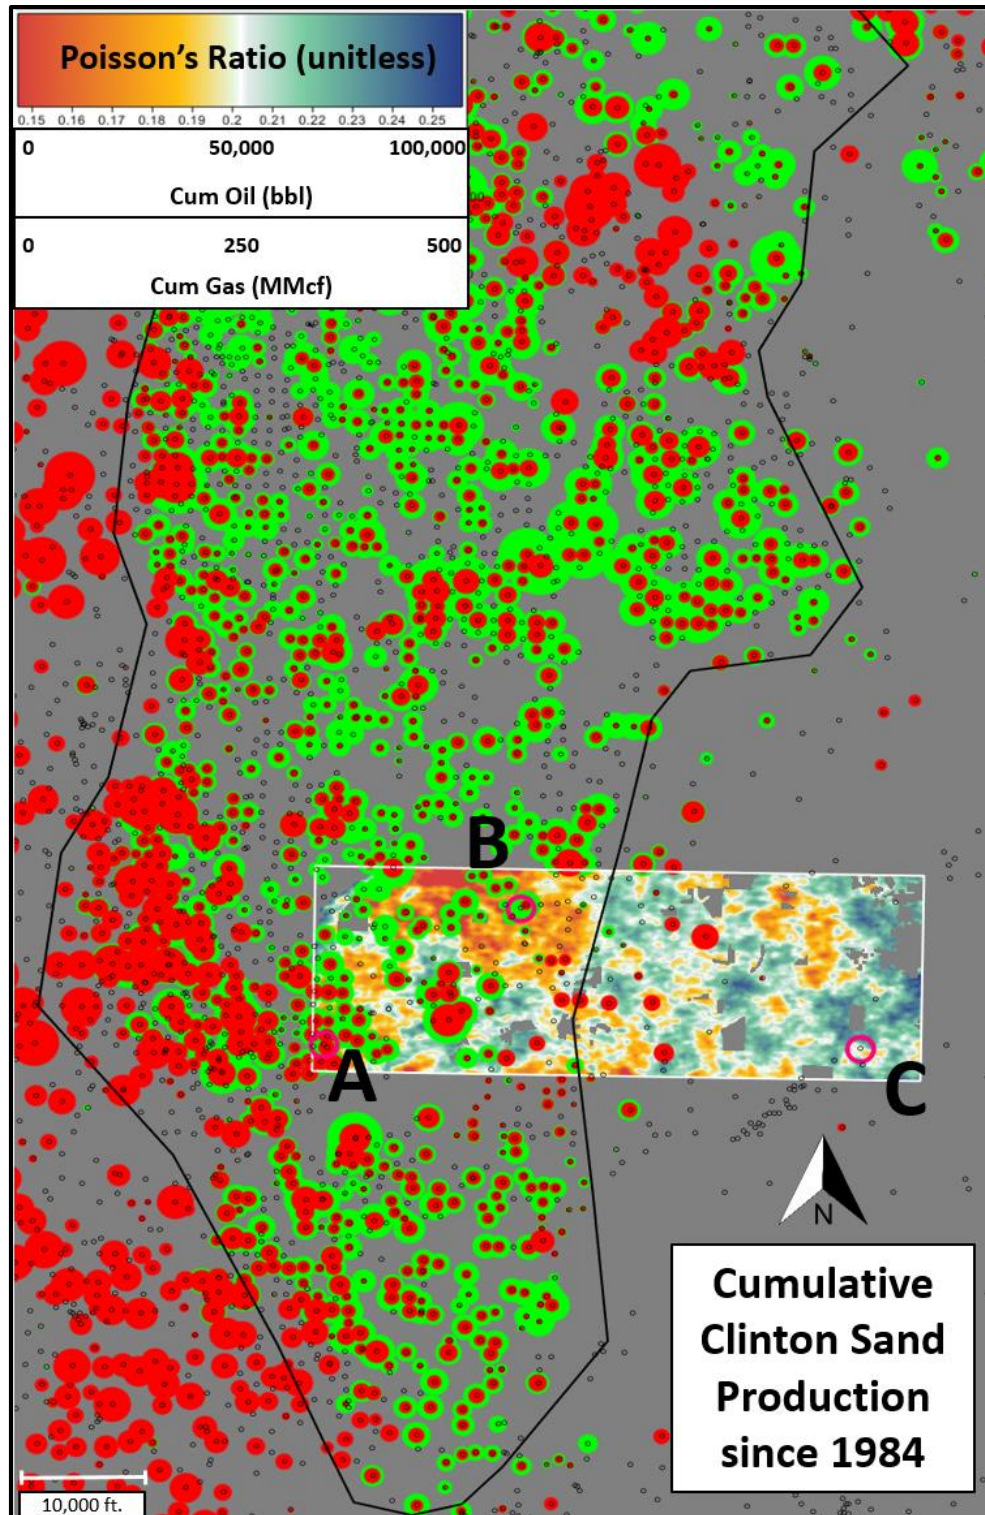 Poisson's Ratio (unitless)
0.15 0.16 0.17 0.18 0.19 0.2 0.21 0.22 0.23 0.24 0.25
0 50,000 100,000
Cum Oil (bbl)
0 250 500
Cum Gas (MMcf)
B
A
C
N
Cumulative
Clinton Sand
Production
since 1984
10,000 ft.